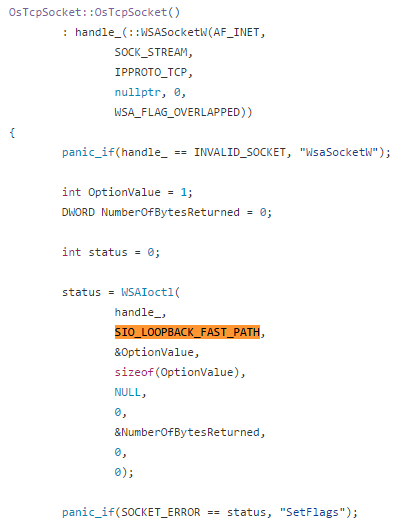 OsTcpSocket::OsTcpSocket()
: handle_(::WSASocketW(AF_INET,
SOCK_STREAM,
IPPROTO_TCP,
nullptr, 0,
WSA_FLAG_OVERLAPPED))
{
panic_if(handle_ == INVALID_SOCKET, "WsaSocketW");
int OptionValue = 1;
DWORD NumberOfBytesReturned = 0;
int status = 0;
status = WSAIoctl(
handle_,
SIO_LOOPBACK_FAST_PATH,
&OptionValue,
sizeof(OptionValue),
NULL,
0,
&NumberOfBytesReturned,
0,
0);
panic_if(SOCKET_ERROR == status, "SetFlags");